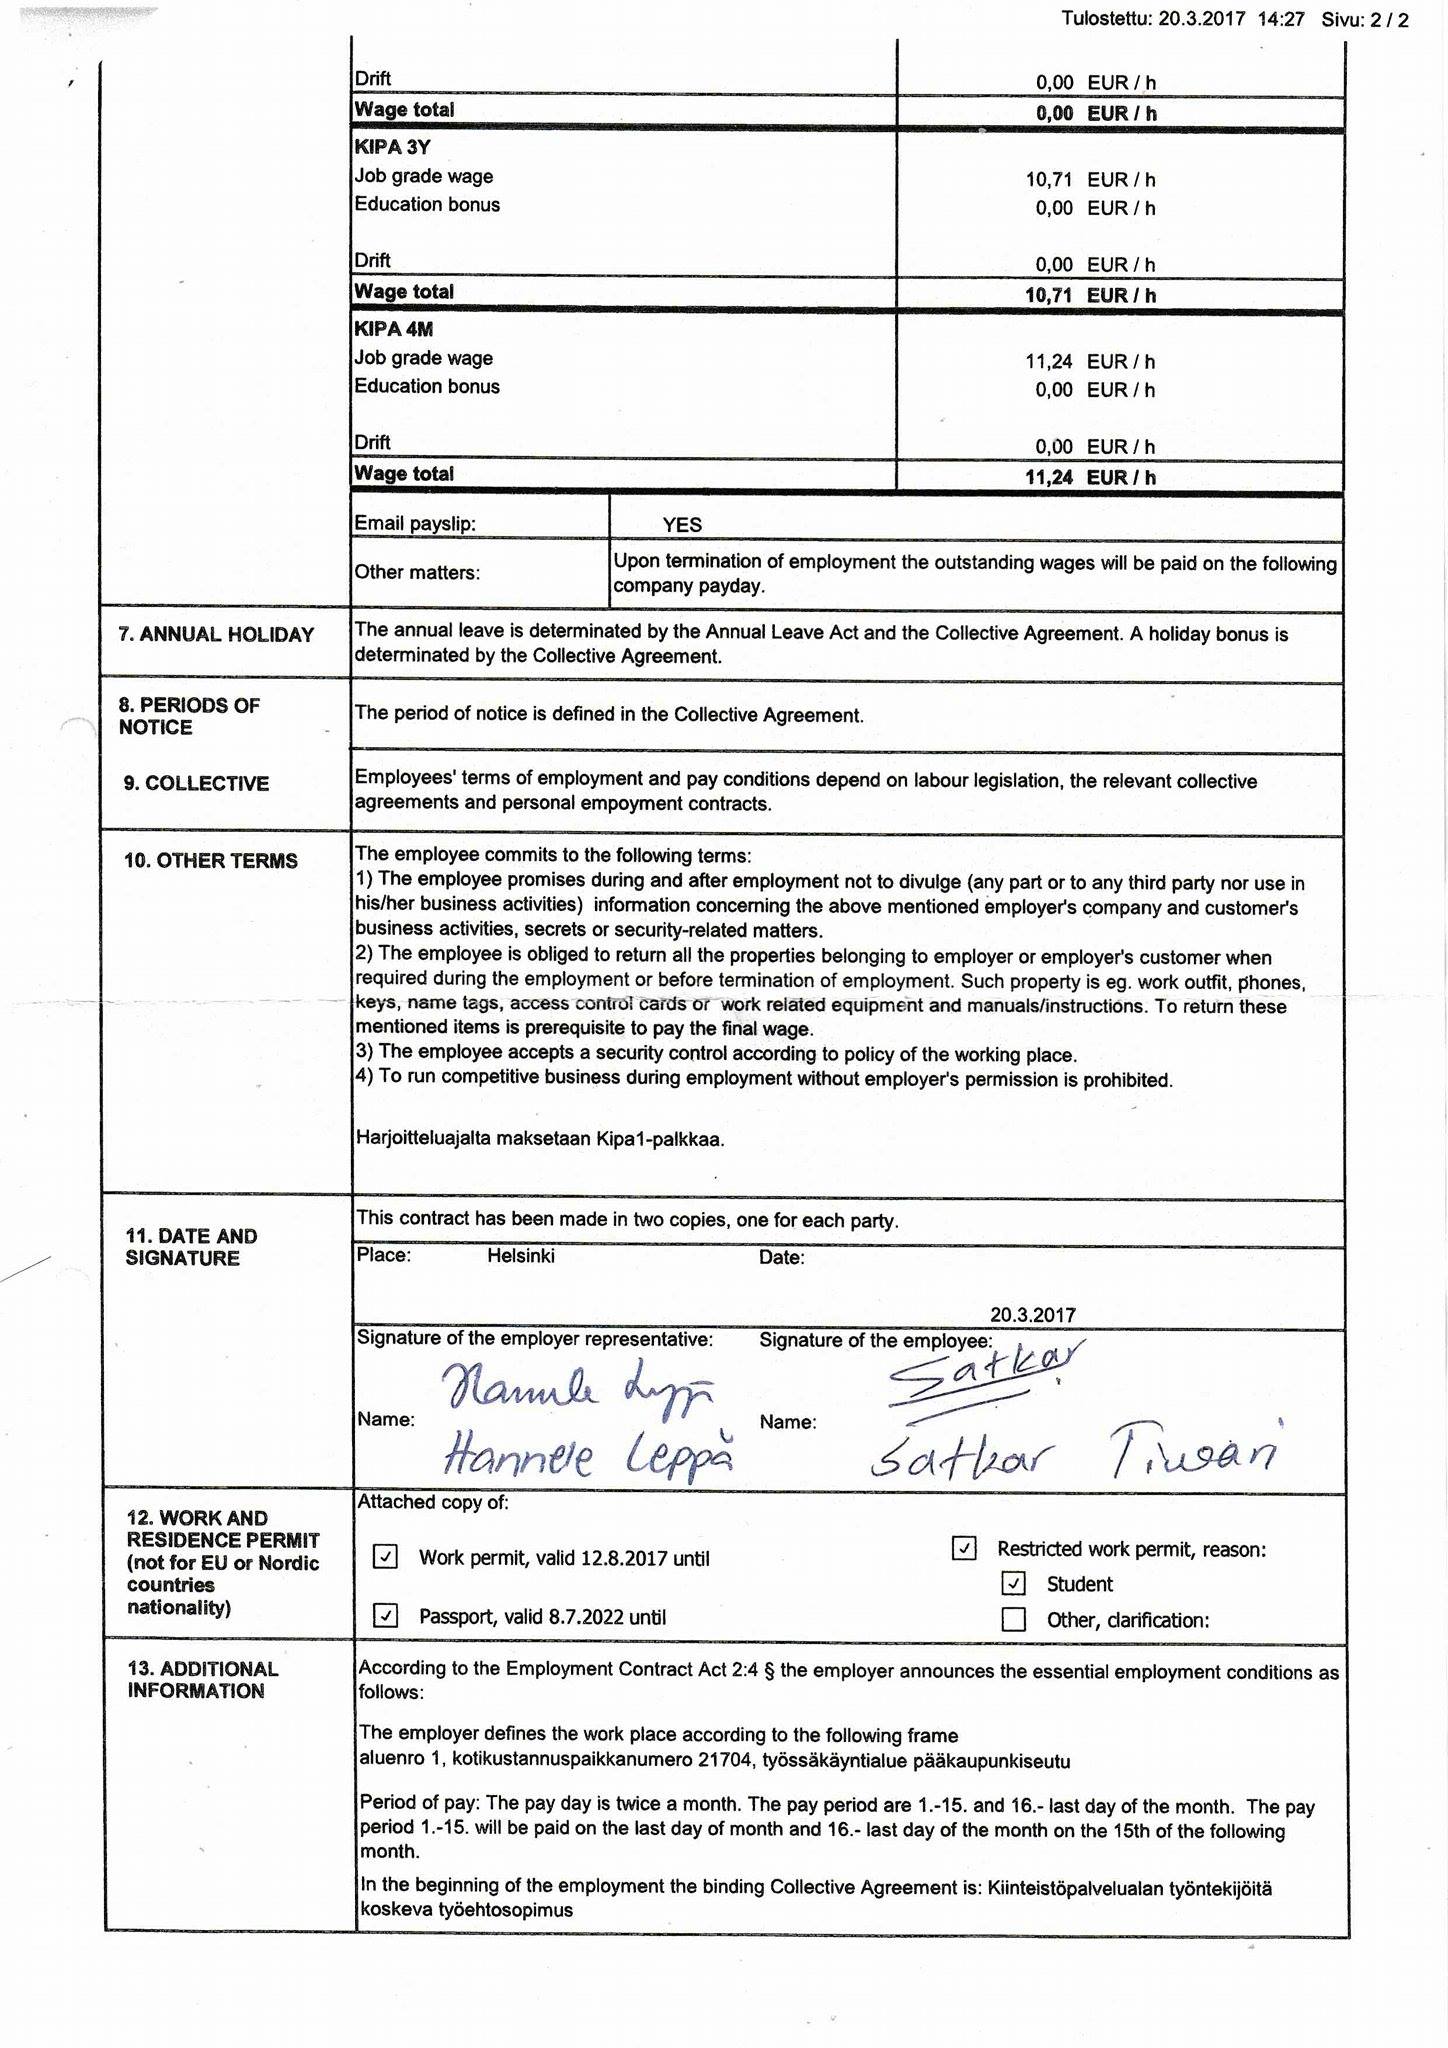 Tulostettu: 20.3.2017 14:27 Sivu: 2 / 2
Drift 0,00 EUR / h
Wage total 0,00 EUR / h
KIPA 3Y
Job grade wage 10,71 EUR / h
Education bonus 0,00 EUR / h
Drift 0,00 EUR / h
Wage total 10,71 EUR / h
KIPA 4M
Job grade wage 11,24 EUR / h
Education bonus 0,00 EUR / h
Drift 0,00 EUR / h
Wage total 11,24 EUR / h
Email payslip: YES
Other matters:
Upon termination of employment the outstanding wages will be paid on the following
company payday.
7. ANNUAL HOLIDAY
The annual leave is determinated by the Annual Leave Act and the Collective Agreement. A holiday bonus is
determinated by the Collective Agreement.
8. PERIODS OF
NOTICE
The period of notice is defined in the Collective Agreement.
9. COLLECTIVE
Employees' terms of employment and pay conditions depend on labour legislation, the relevant collective
agreements and personal empoyment contracts.
10. OTHER TERMS
The employee commits to the following terms:
1) The employee promises during and after employment not to divulge (any part or to any third party nor use in
his/her business activities) information concerning the above mentioned employer's company and customer's
business activities, secrets or security-related matters.
2) The employee is obliged to return all the properties belonging to employer or employer's customer when
required during the employment or before termination of employment. Such property is eg. work outfit, phones,
keys, name tags, access control cards or work related equipment and manuals/instructions. To return these
mentioned items is prerequisite to pay the final wage.
3) The employee accepts a security control according to policy of the working place.
4) To run competitive business during employment without employer's permission is prohibited.
Harjoitteluajalta maksetaan Kipa1-palkkaa.
11. DATE AND
SIGNATURE
This contract has been made in two copies, one for each party.
Place: Helsinki Date:
20.3.2017
Signature of the employer representative: Signature of the employee:
Hannele Leppä Satkar
Name: Name:
Hannele Leppä Satkar Tiwari
12. WORK AND
RESIDENCE PERMIT
(not for EU or Nordic
countries
nationality)
Attached copy of:
Work permit, valid 12.8.2017 until
Restricted work permit, reason:
Student
Passport, valid 8.7.2022 until
Other, clarification:
13. ADDITIONAL
INFORMATION
According to the Employment Contract Act 2:4 § the employer announces the essential employment conditions as
follows:
The employer defines the work place according to the following frame
aluenro 1, kotikustannuspaikkanumero 21704, työssäkäyntialue pääkaupunkiseutu
Period of pay: The pay day is twice a month. The pay period are 1.-15. and 16.- last day of the month. The pay
period 1.-15. will be paid on the last day of month and 16.- last day of the month on the 15th of the following
month.
In the beginning of the employment the binding Collective Agreement is: Kiinteistöpalvelualan työntekijöitä
koskeva työehtosopimus